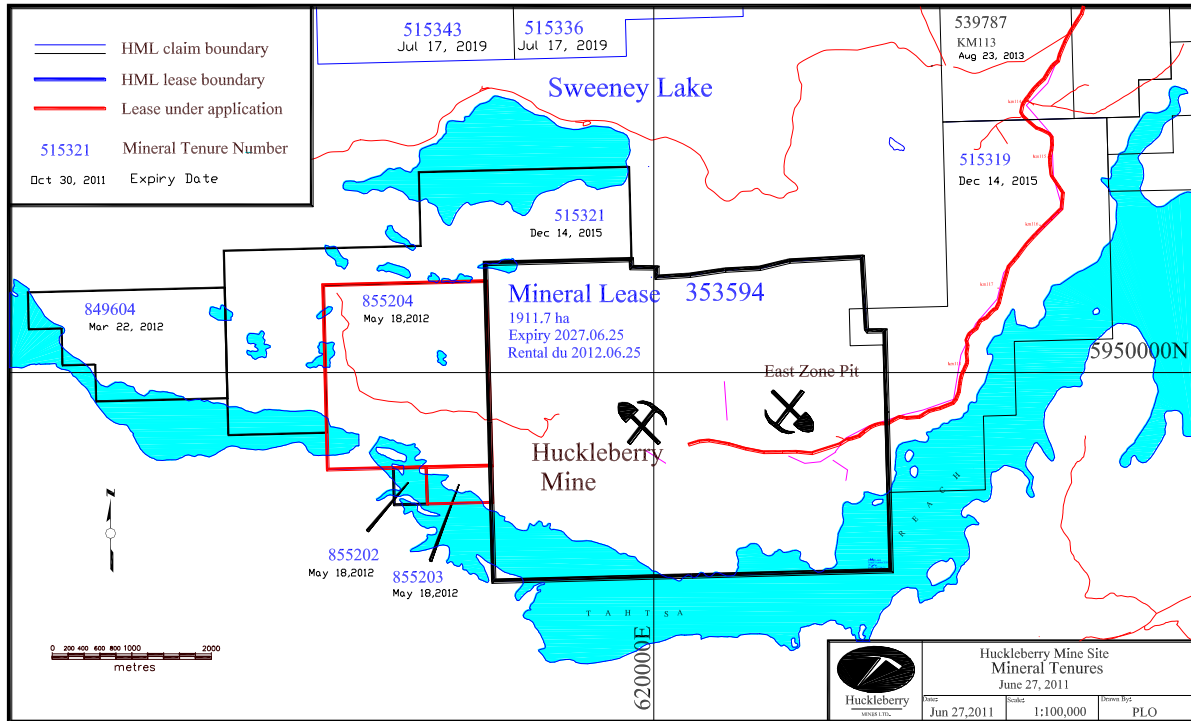 HML claim boundary
HML lease boundary
Lease under application
515321 Mineral Tenure Number
Oct 30, 2011 Expiry Date
515343
Jul 17, 2019
515336
Jul 17, 2019
539787
KM113
Aug 23, 2013
Sweeney Lake
515319
Dec 14, 2015
km115
km116
km117
515321
Dec 14, 2015
849604
Mar 22, 2012
855204
May 18,2012
Mineral Lease 353594
1911.7 ha
Expiry 2027.06.25
Rental du 2012.06.25
5950000N
East Zone Pit
Huckleberry
Mine
N
855202
May 18,2012
855203
May 18,2012
TAHTSA
REACH
620000E
0 200 400 600 800 1000 2000
metres
Huckleberry
MINES LTD.
Huckleberry Mine Site
Mineral Tenures
June 27, 2011
Date: Jun 27,2011
Scale: 1:100,000
Drawn By: PLO